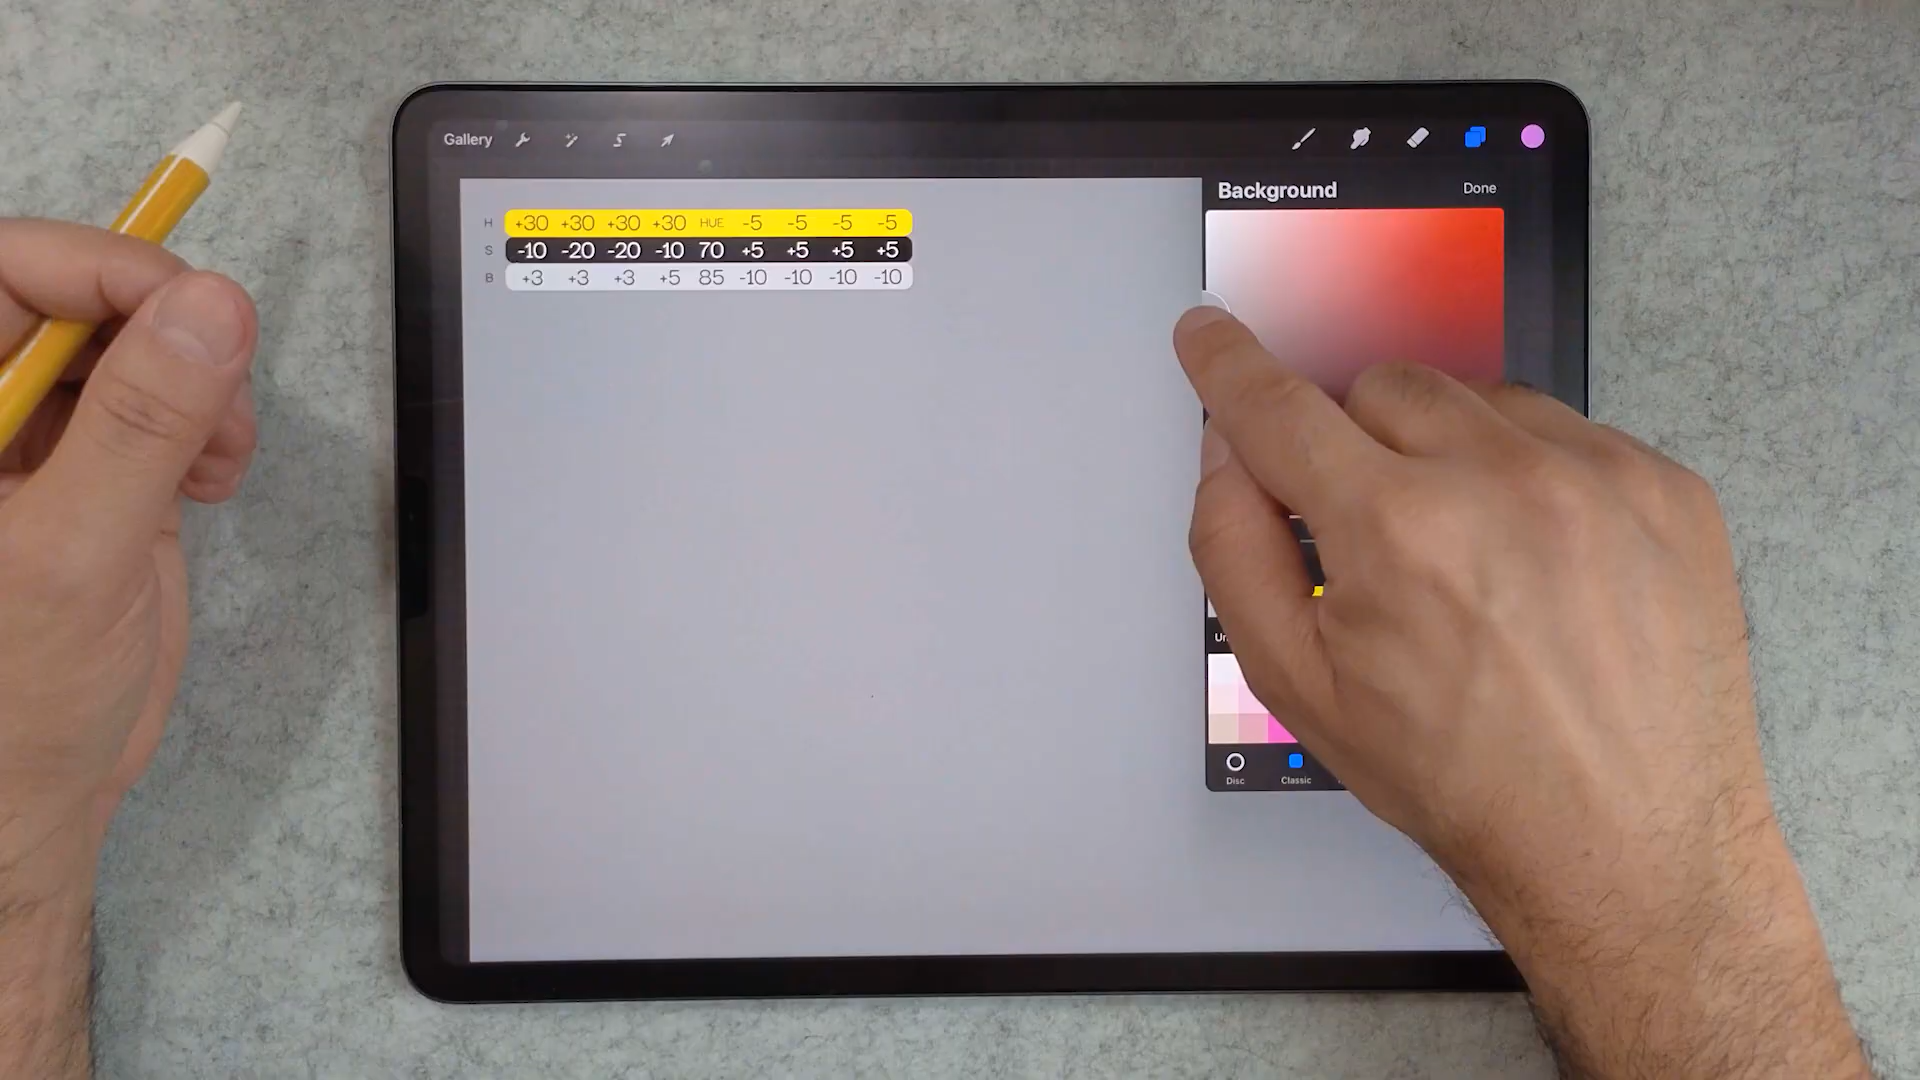 Gallery
Background Done
H +30 +30 +30 +30 HUE -5 -5 -5 -5
S -10 -20 -20 -10 70 +5 +5 +5 +5
B +3 +3 +3 +5 85 -10 -10 -10 -10
Disc Classic